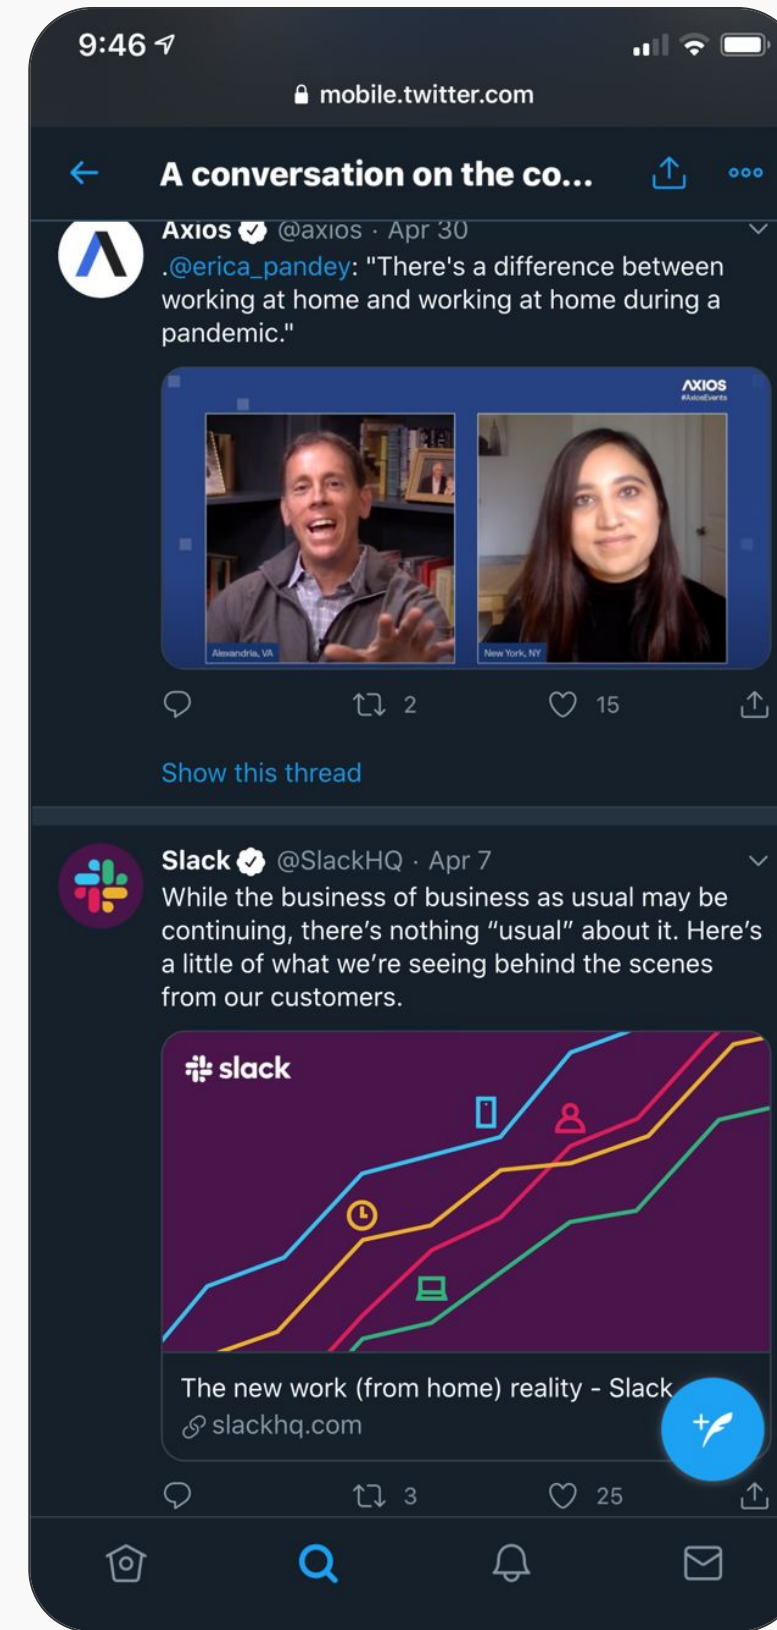 9:46
mobile.twitter.com
A conversation on the co...
Axios @axios · Apr 30
.@erica_pandey: "There's a difference between
working at home and working at home during a
pandemic."
AXIOS
#AxiosEvents
Alexandria, VA
New York, NY
2
15
Show this thread
Slack @SlackHQ · Apr 7
While the business of business as usual may be
continuing, there’s nothing “usual” about it. Here’s
a little of what we’re seeing behind the scenes
from our customers.
slack
The new work (from home) reality - Slack
slackhq.com
3
25